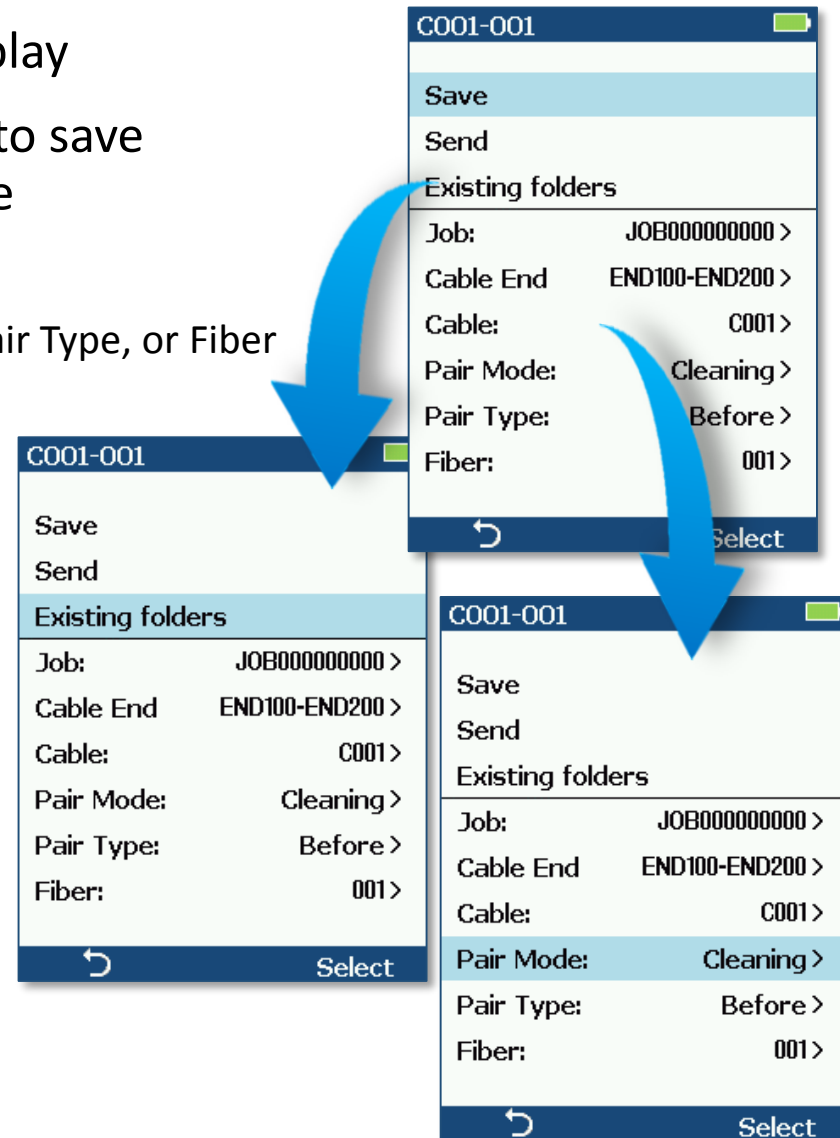 play
to save
e
air Type, or Fiber
C001-001
Save
Send
Existing folders
Job: JOB000000000 >
Cable End END100-END200 >
Cable: C001 >
Pair Mode: Cleaning >
Pair Type: Before >
Fiber: 001 >
Select
C001-001
Save
Send
Existing folders
Job: JOB000000000 >
Cable End END100-END200 >
Cable: C001 >
Pair Mode: Cleaning >
Pair Type: Before >
Fiber: 001 >
Select
C001-001
Save
Send
Existing folders
Job: JOB000000000 >
Cable End END100-END200 >
Cable: C001 >
Pair Mode: Cleaning >
Pair Type: Before >
Fiber: 001 >
Select